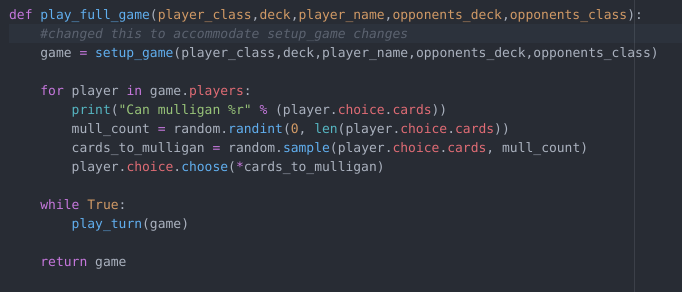 def play_full_game(player_class,deck,player_name,opponents_deck,opponents_class):
    #changed this to accommodate setup_game changes
    game = setup_game(player_class,deck,player_name,opponents_deck,opponents_class)

    for player in game.players:
        print("Can mulligan %r" % (player.choice.cards))
        mull_count = random.randint(0, len(player.choice.cards))
        cards_to_mulligan = random.sample(player.choice.cards, mull_count)
        player.choice.choose(*cards_to_mulligan)

    while True:
        play_turn(game)

    return game